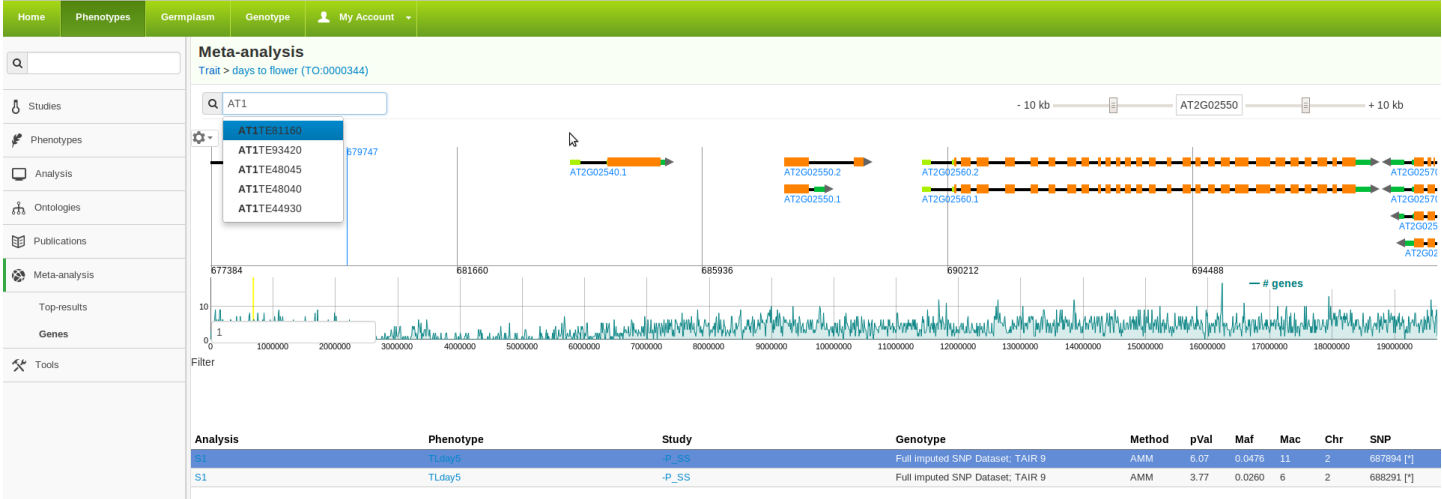 Home Phenotypes Germplasm Genotype My Account
Meta-analysis
Trait > days to flower (TO:0000344)
Studies
Phenotypes
Analysis
Ontologies
Publications
Meta-analysis
Top-results
Genes
Tools
AT1
- 10 kb AT2G02550 + 10 kb
AT1TE81160
AT1TE93420
AT1TE48045
AT1TE48040
AT1TE44930
679747
AT2G02540.1 AT2G02550.2 AT2G02560.2 AT2G0257
AT2G02550.1 AT2G02560.1 AT2G0257
AT2G025
AT2G02
677384 681660 685936 690212 694488
# genes
10
0
1
1000000 2000000 3000000 4000000 5000000 6000000 7000000 8000000 9000000 10000000 11000000 12000000 13000000 14000000 15000000 16000000 17000000 18000000 19000000
Filter
Analysis Phenotype Study Genotype Method pVal Maf Mac Chr SNP
S1 TLday5 -P_SS Full imputed SNP Dataset; TAIR 9 AMM 6.07 0.0476 11 2 687894 [*]
S1 TLday5 -P_SS Full imputed SNP Dataset; TAIR 9 AMM 3.77 0.0260 6 2 688291 [*]